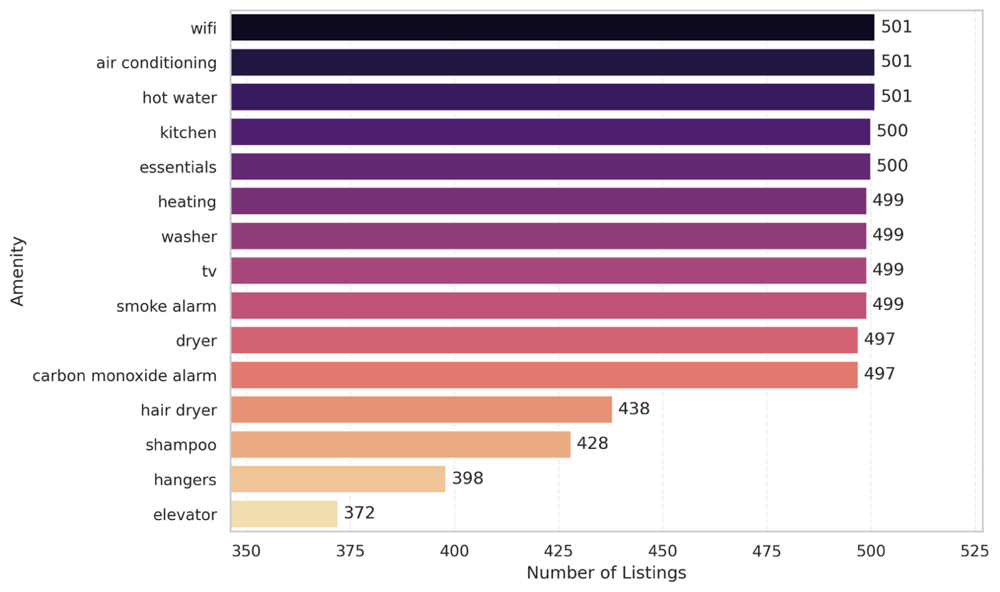 wifi 501
air conditioning 501
hot water 501
kitchen 500
essentials 500
heating 499
washer 499
tv 499
smoke alarm 499
dryer 497
carbon monoxide alarm 497
hair dryer 438
shampoo 428
hangers 398
elevator 372
Amenity
350 375 400 425 450 475 500 525
Number of Listings